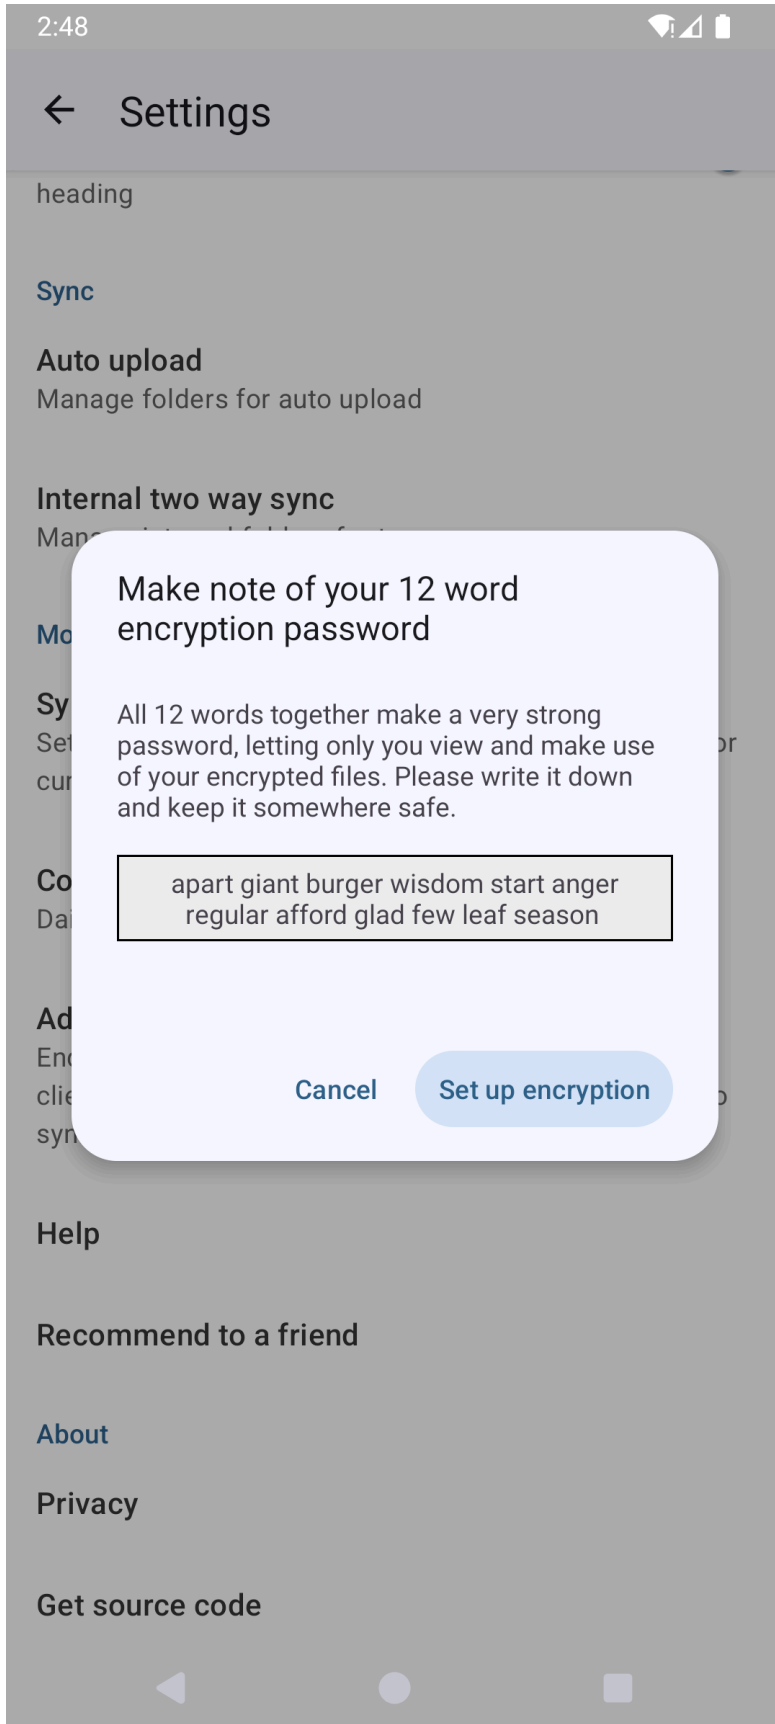 2:48
Settings
heading
Sync
Auto upload
Manage folders for auto upload
Internal two way sync
Make note of your 12 word
encryption password
All 12 words together make a very strong
password, letting only you view and make use
of your encrypted files. Please write it down
and keep it somewhere safe.
apart giant burger wisdom start anger
regular afford glad few leaf season
Cancel
Set up encryption
Help
Recommend to a friend
About
Privacy
Get source code